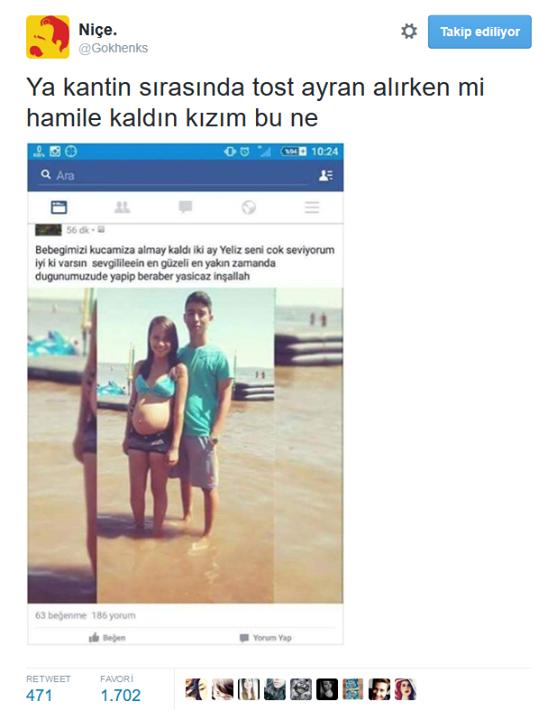 Niçe.
@Gokhenks
Takip ediliyor
Ya kantin sırasında tost ayran alırken mi
hamile kaldın kızım bu ne
%94 10:24
Ara
56 dk
Bebegimizi kucamiza almay kaldı iki ay Yeliz seni cok seviyorum
iyi ki varsın sevgilileein en güzeli en yakın zamanda
dugunumuzude yapip beraber yasicaz inşallah
63 beğenme 186 yorum
Beğen Yorum Yap
RETWEET FAVORİ
471 1.702